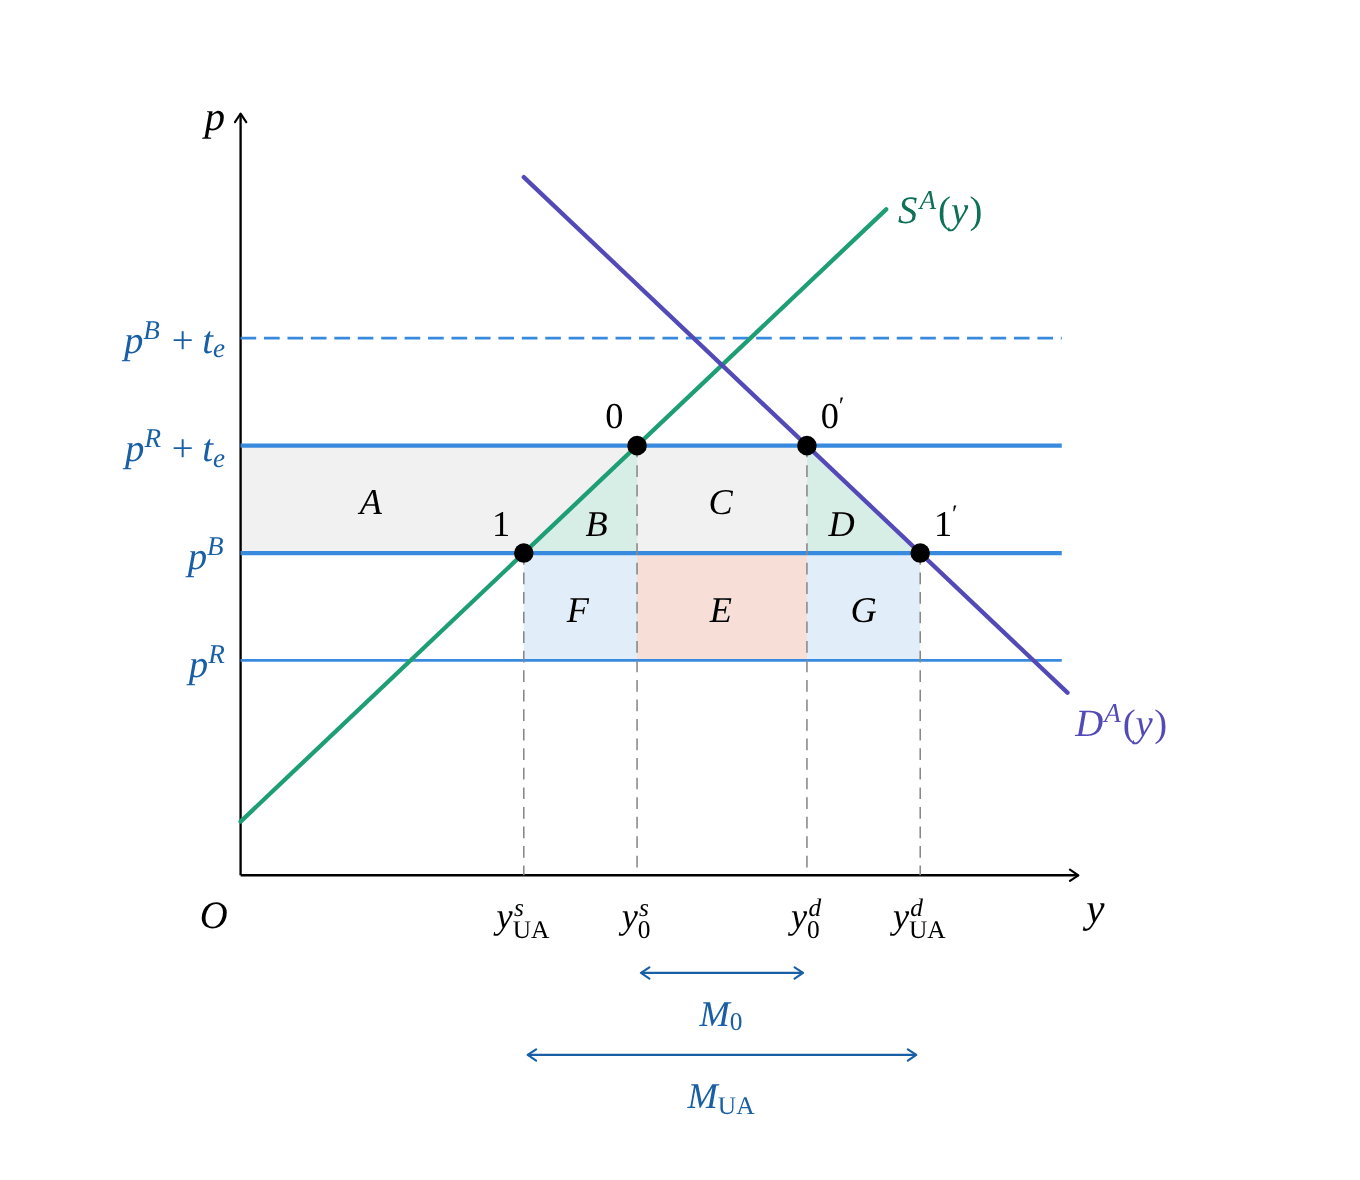 p
S^A(y)
p^B + t_e
0 0′
p^R + t_e
A B C D
1 1′
p^B
F E G
p^R
D^A(y)
O y^s_UA y^s_0 y^d_0 y^d_UA y
M_0
M_UA